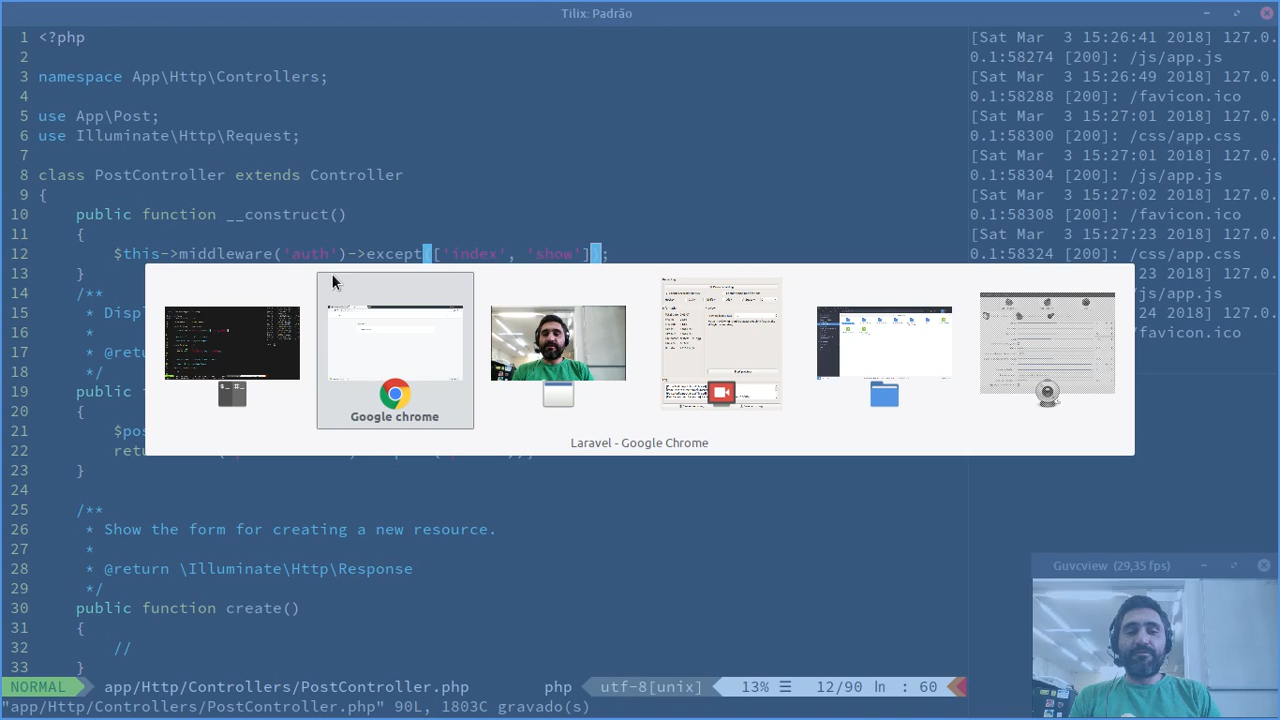 Tilix: Padrão
1 <?php
2
3 namespace App\Http\Controllers;
4
5 use App\Post;
6 use Illuminate\Http\Request;
7
8 class PostController extends Controller
9 {
10 public function __construct()
11 {
12 $this->middleware('auth')->except(['index', 'show']);
13 }
14 /**
15 * Displ
16 *
17 * @retu
18 */
19 public
20 {
21 $pos
22 retu
23 }
24
25 /**
26 * Show the form for creating a new resource.
27 *
28 * @return \Illuminate\Http\Response
29 */
30 public function create()
31 {
32 //
33 }
NORMAL app/Http/Controllers/PostController.php php utf-8[unix] 13% ☰ 12/90 ln : 60
"app/Http/Controllers/PostController.php" 90L, 1803C gravado(s)
[Sat Mar 3 15:26:41 2018] 127.0.
0.1:58274 [200]: /js/app.js
[Sat Mar 3 15:26:49 2018] 127.0.
0.1:58288 [200]: /favicon.ico
[Sat Mar 3 15:27:01 2018] 127.0.
0.1:58300 [200]: /css/app.css
[Sat Mar 3 15:27:01 2018] 127.0.
0.1:58304 [200]: /js/app.js
[Sat Mar 3 15:27:02 2018] 127.0.
0.1:58308 [200]: /favicon.ico
[Sat Mar 3 15:27:23 2018] 127.0.
0.1:58324 [200]: /css/app.css
23 2018] 127.0.
/js/app.js
24 2018] 127.0.
/favicon.ico
Google chrome
Laravel - Google Chrome
Guvcview (29,35 fps)